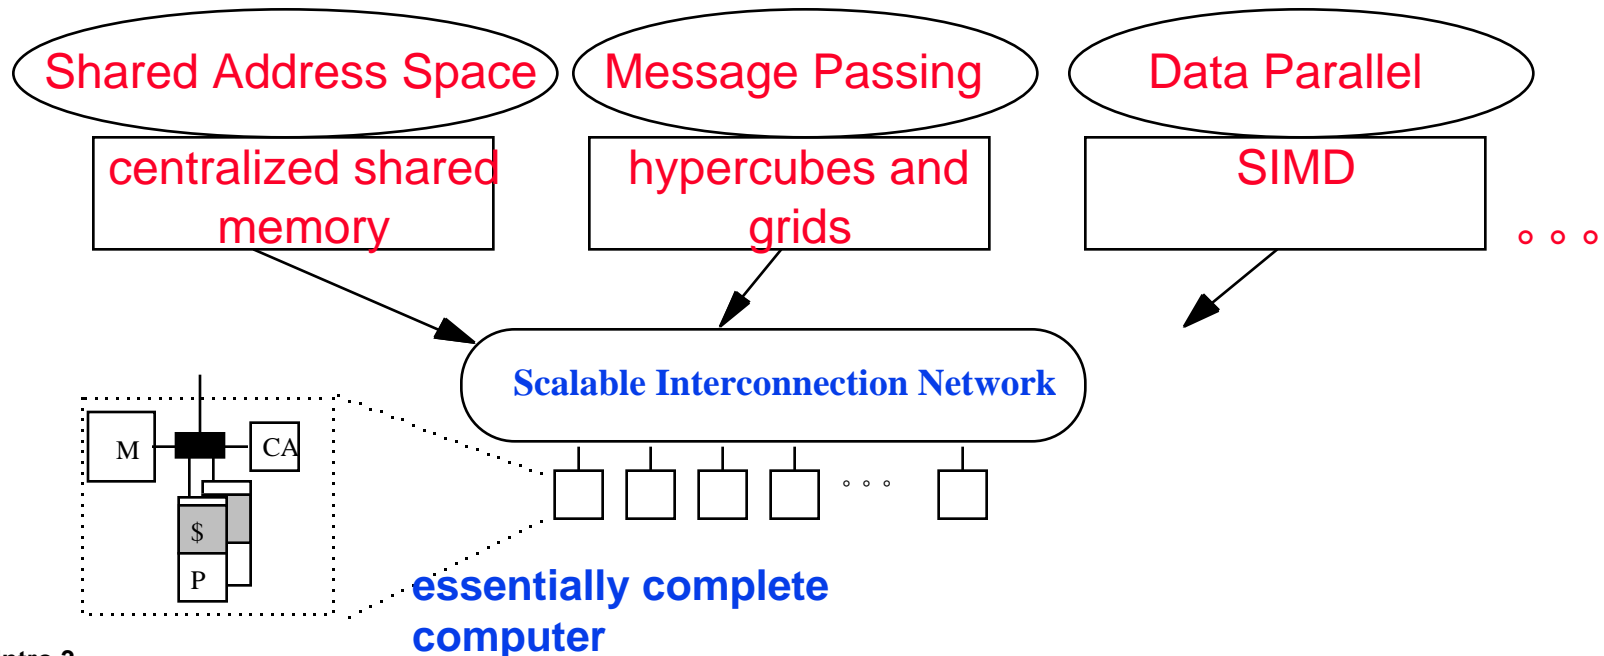 Shared Address Space
Message Passing
Data Parallel
centralized shared
memory
hypercubes and
grids
SIMD
° ° °
Scalable Interconnection Network
M
CA
° ° °
$
P
essentially complete
computer